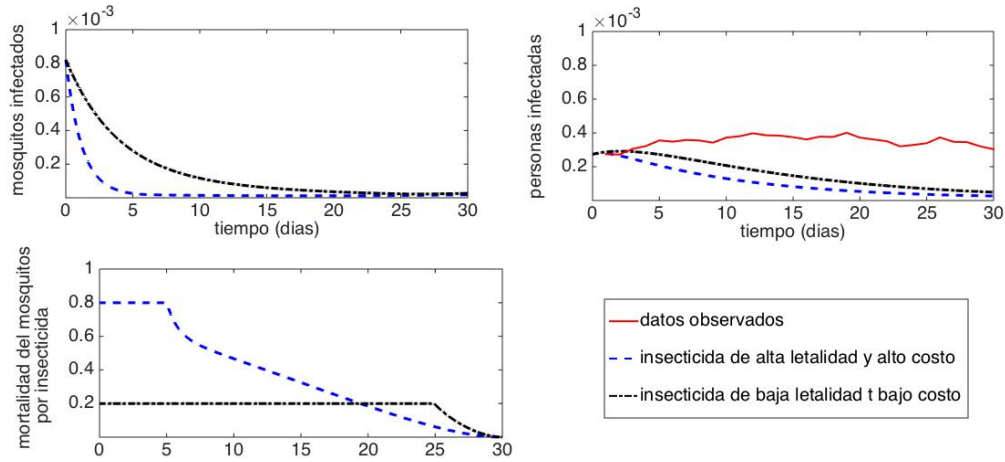 1 ×10⁻³
0.8
0.6
0.4
0.2
mosquitos infectados
0 5 10 15 20 25 30
tiempo (dias)
1 ×10⁻³
0.8
0.6
0.4
0.2
personas infectadas
0 5 10 15 20 25 30
tiempo (dias)
1
0.8
0.6
0.4
0.2
0
mortalidad del mosquitos
por insecticida
0 5 10 15 20 25 30
datos observados
insecticida de alta letalidad y alto costo
insecticida de baja letalidad t bajo costo